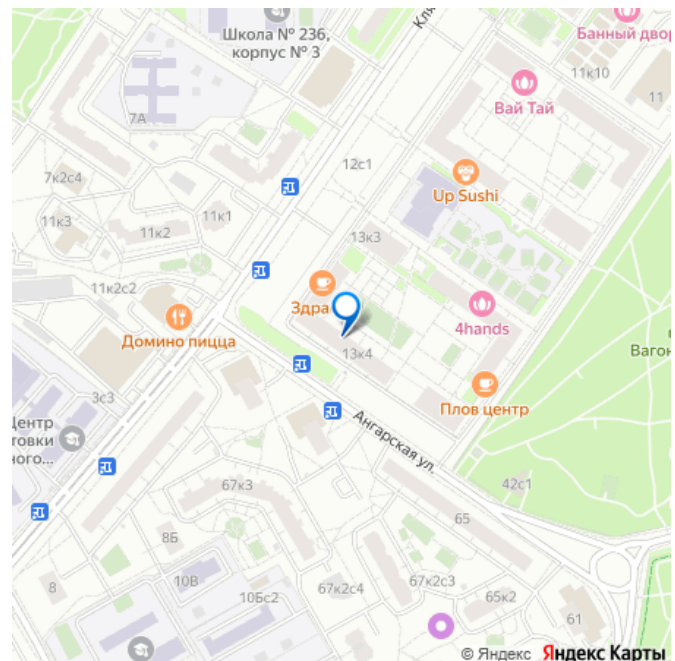 Школа № 236,
корпус № 3
Кля
Банный двор
11к10
11
Вай Тай
7А
12с1
7к2с4
Up Sushi
11к3
11к1
11к2
13к3
11к2с2
Здра
4hands
Домино пицца
Вагон
13к4
3с3
Плов центр
Центр
товки
ного...
Ангарская ул.
42с1
67к3
65
8Б
8
10В
10Бс2
67к2с4
67к2с3
65к2
61
© Яндекс Яндекс Карты